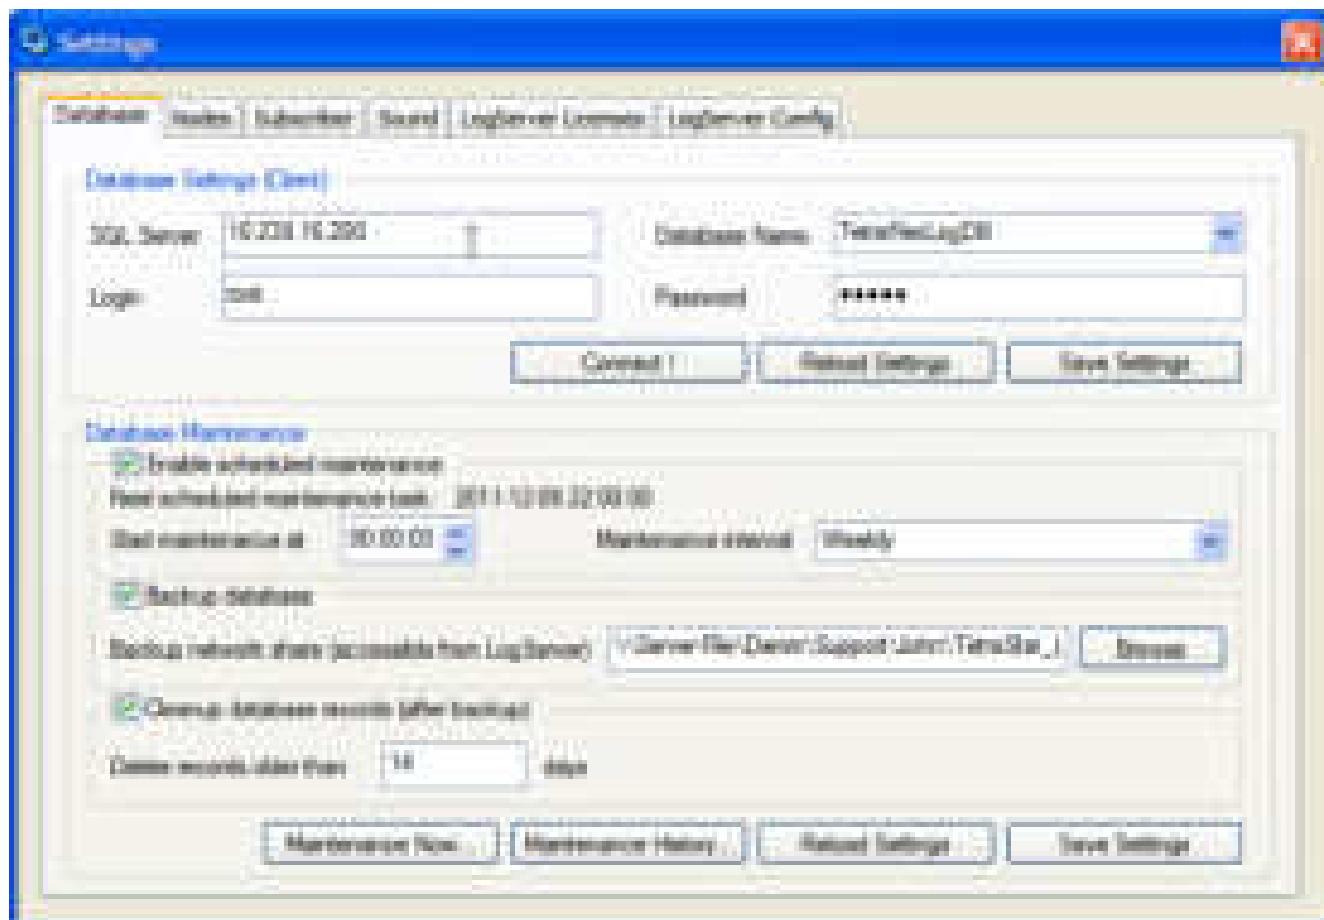 Settings
Database Nodes Subscriber Sound LogServer Licenses LogServer Config
Database Settings (Client)
SQL Server Database Name
Login Password •••••
Connect ! Reload Settings Save Settings
Database Maintenance
Enable scheduled maintenance
Next scheduled maintenance task:
Start maintenance at Maintenance interval Weekly
Backup database
Backup network share (accessible from LogServer) Browse
Cleanup database records (after backup)
Delete records older than 14 days
Maintenance Now... Maintenance History... Reload Settings Save Settings